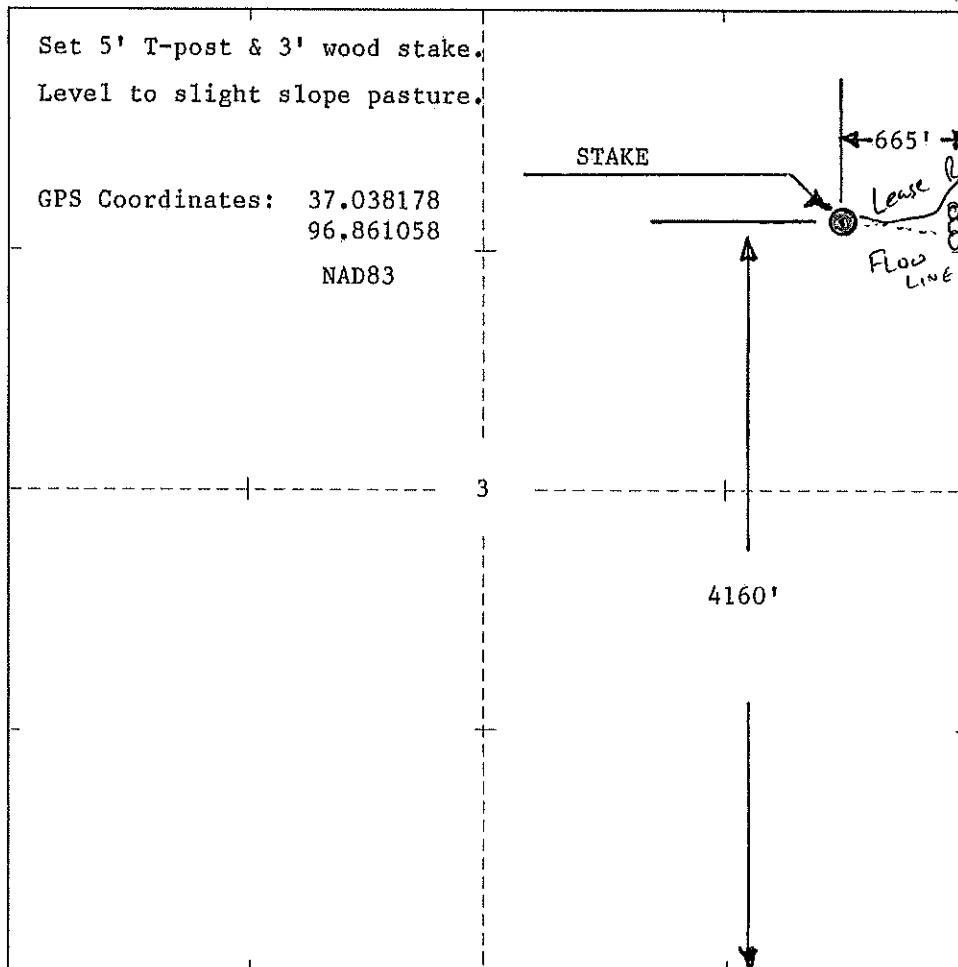 Set 5' T-post & 3' wood stake.
Level to slight slope pasture.
665'
STAKE
Lease
GPS Coordinates: 37.038178
96.861058
FLOW
LINE
NAD83
3
4160'